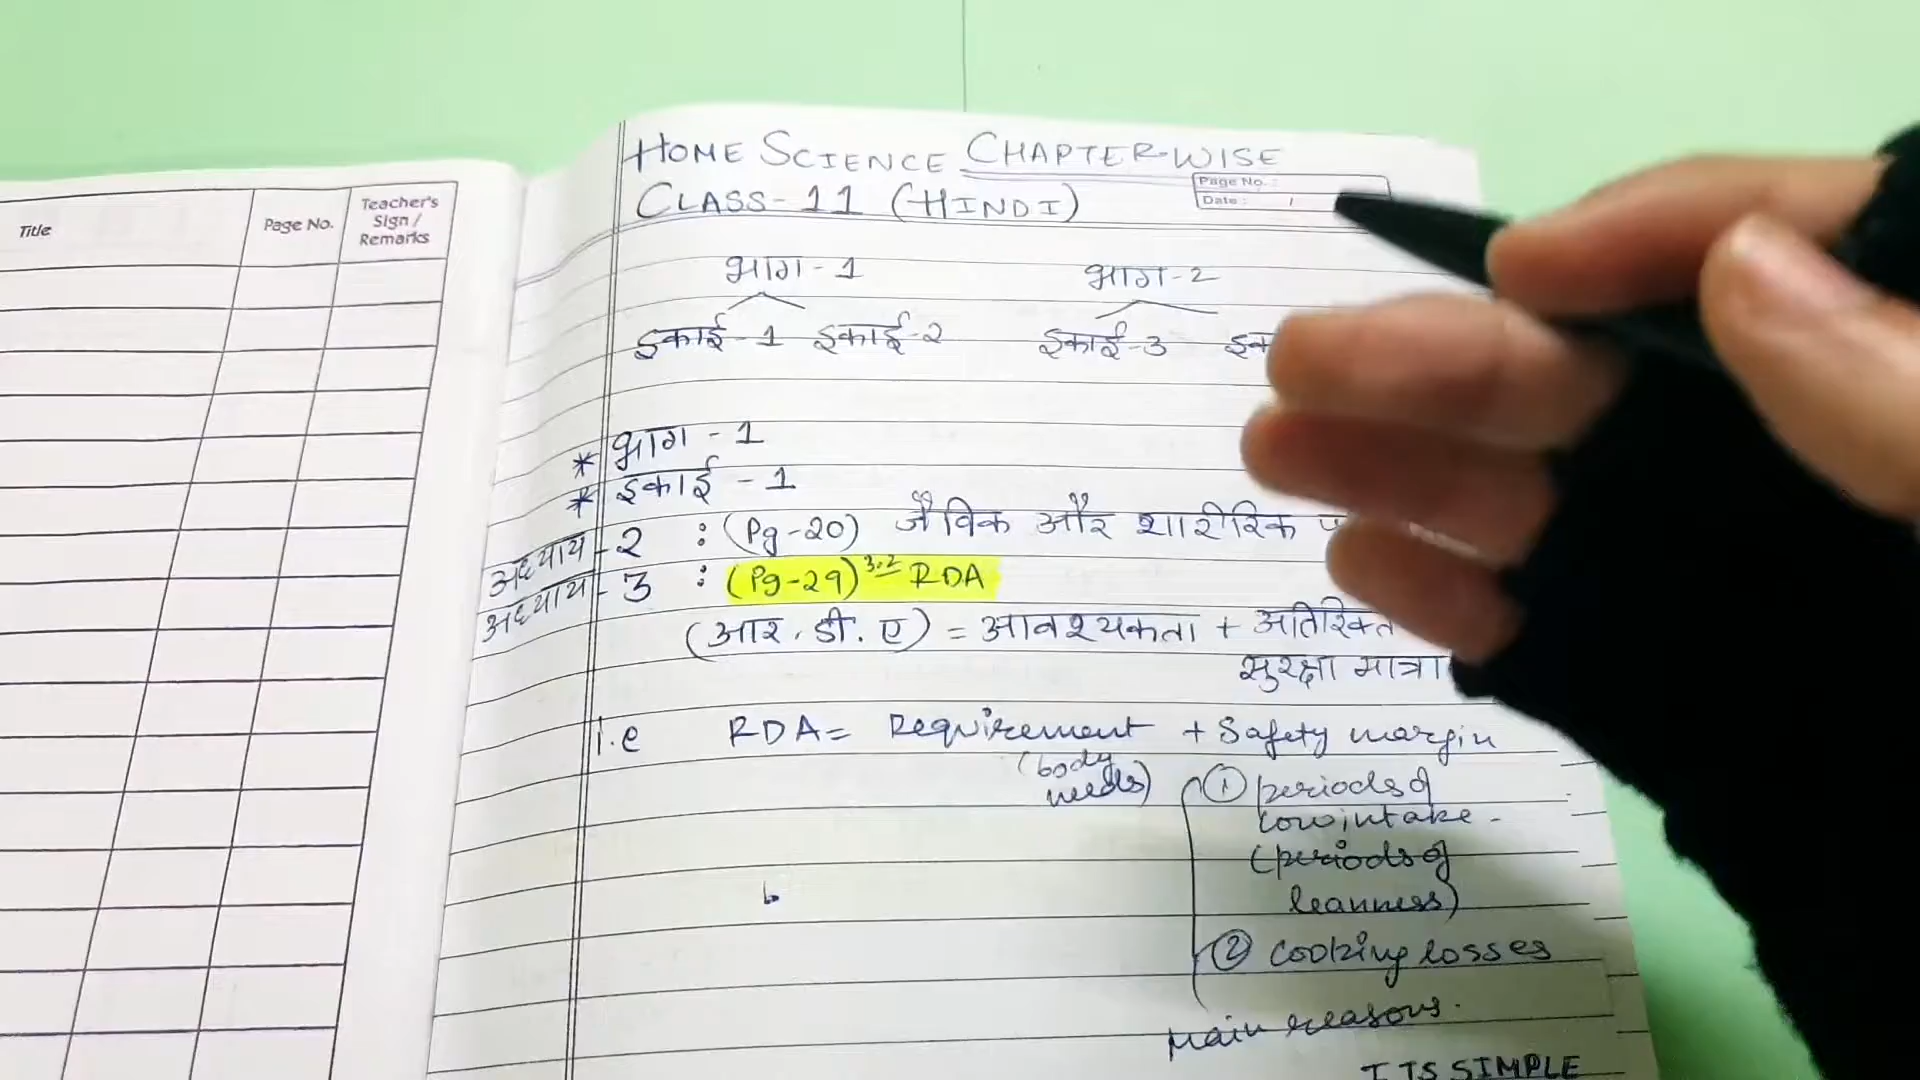 Title
Page No.
Teacher's
Sign /
Remarks
HOME SCIENCE CHAPTER-WISE
CLASS-11 (HINDI)
Page No. :
Date :
भाग-1
भाग-2
इकाई-1 इकाई-2
इकाई-3
* भाग - 1
* इकाई - 1
अध्याय-2 : (Pg-20) जैविक और शारीरिक
अध्याय-3 : (Pg-29) 3.2 RDA
(आर. डी. ए) = आवश्यकता + अतिरिक्त
सुरक्षा मात्रा
i.e RDA= Requirement + Safety margin
(body
needs)
① periods of
low intake -
(periods of
leanness)
② cooking losses
main reasons.
ITS SIMPLE